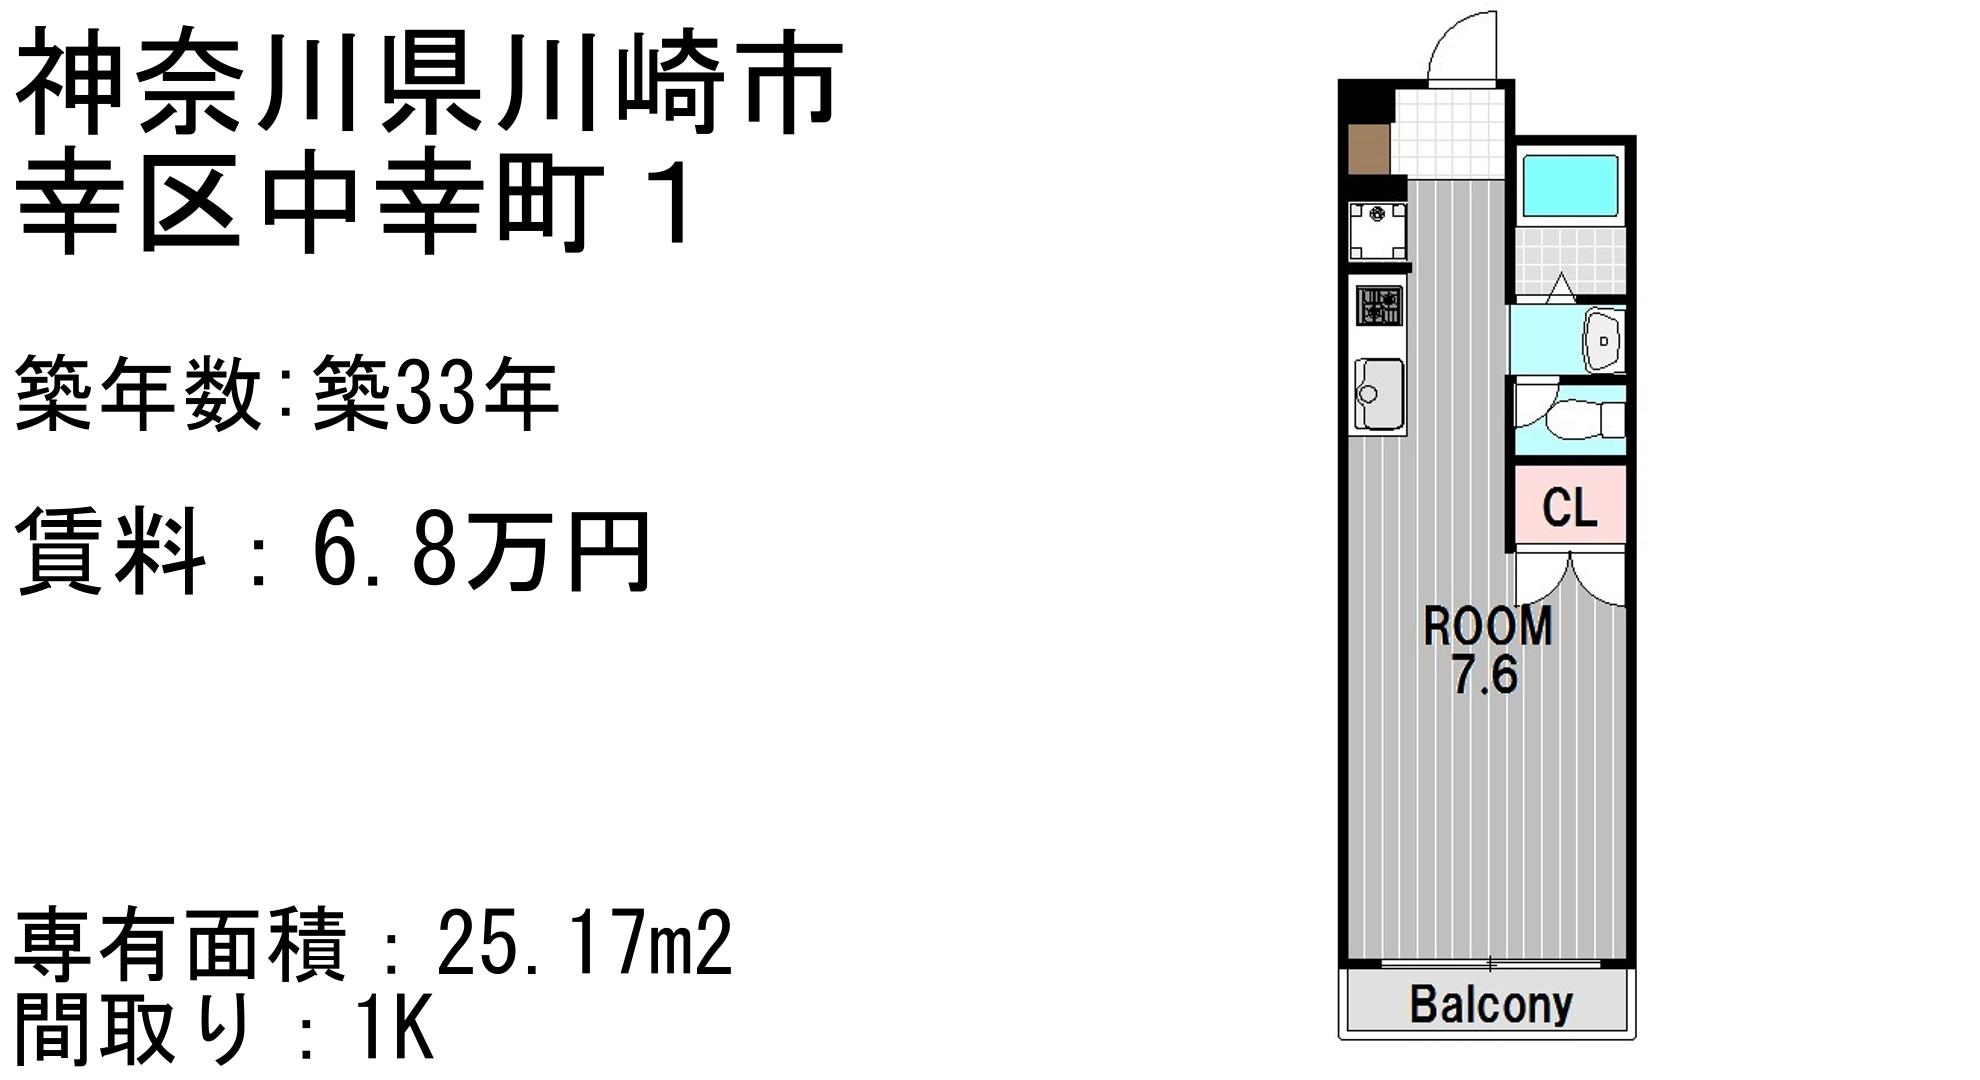 神奈川県川崎市
幸区中幸町１
築年数:築33年
賃料：6.8万円
専有面積：25.17m2
間取り：1K
CL
ROOM
7.6
Balcony